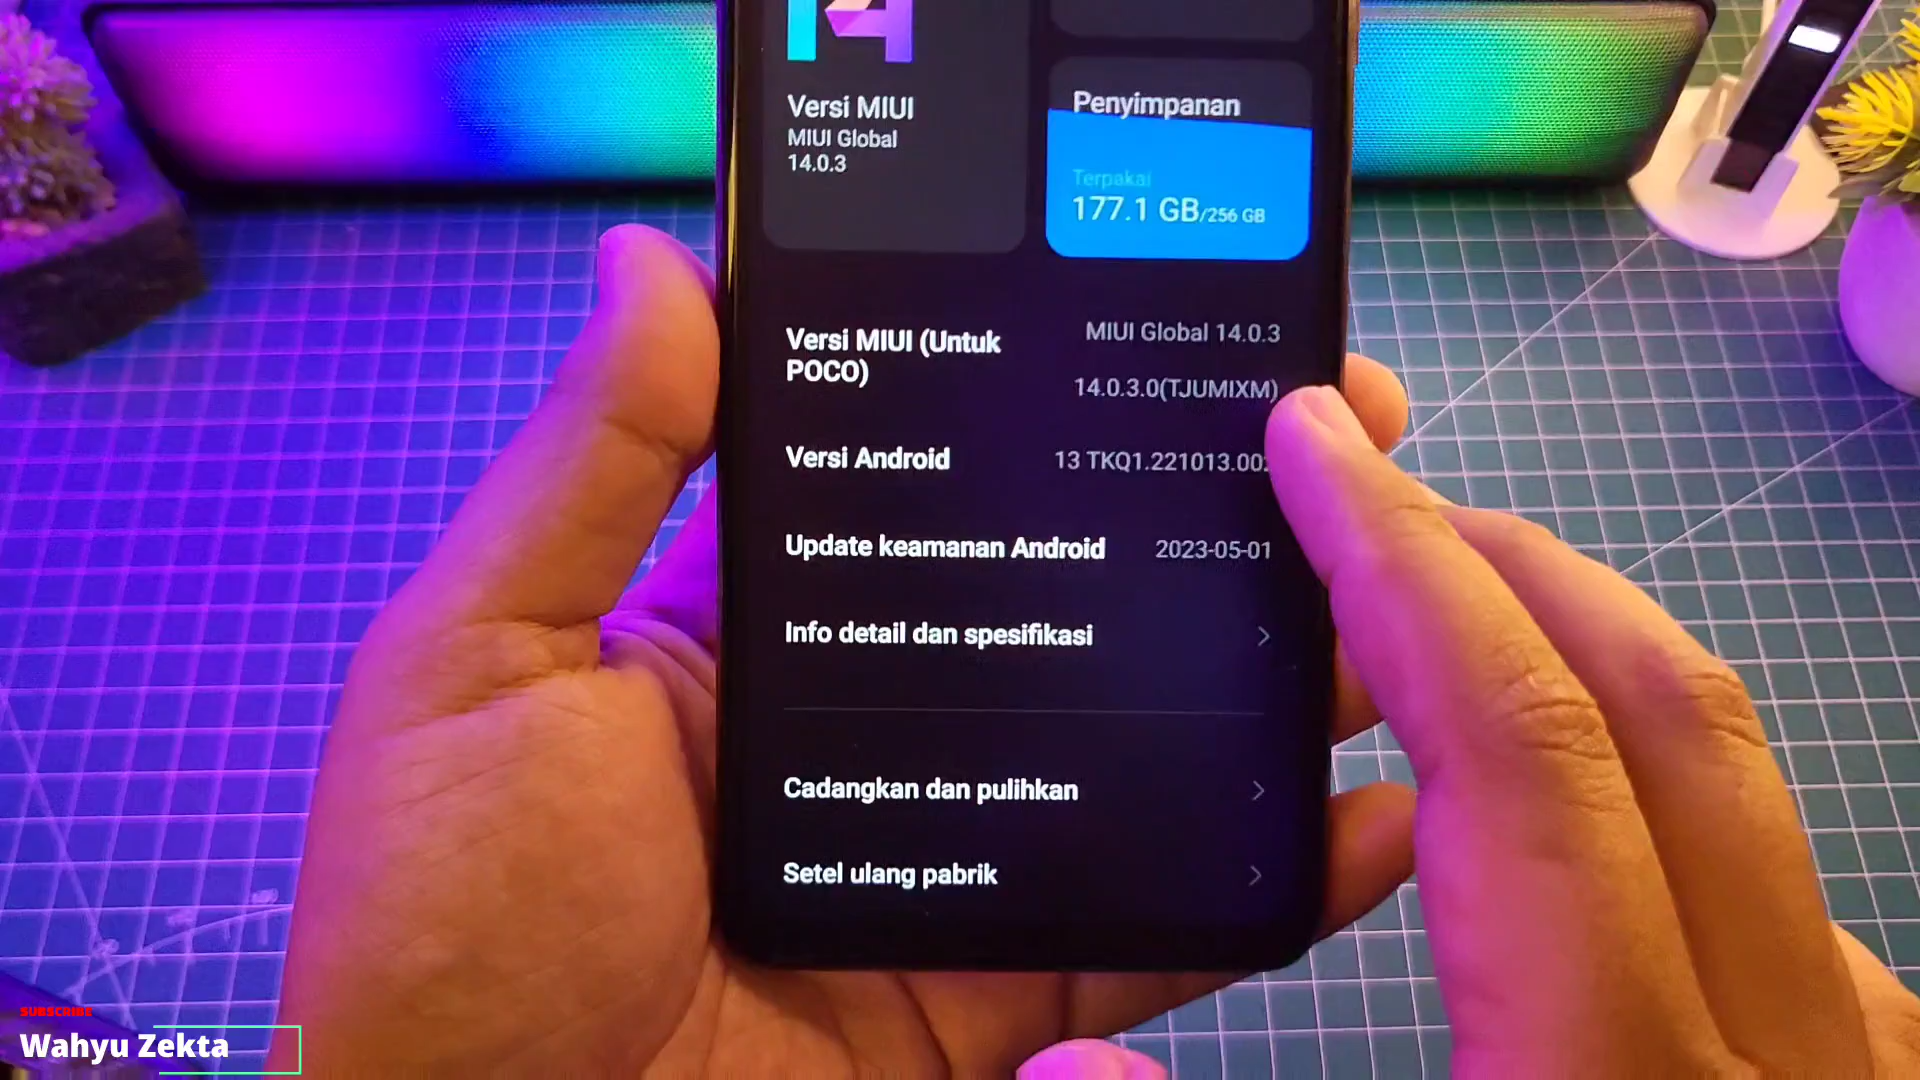 14
Versi MIUI
MIUI Global
14.0.3
Penyimpanan
Terpakai
177.1 GB/256 GB
Versi MIUI (Untuk
POCO)
MIUI Global 14.0.3
14.0.3.0(TJUMIXM)
Versi Android
13 TKQ1.221013.00
Update keamanan Android
2023-05-01
Info detail dan spesifikasi
Cadangkan dan pulihkan
Setel ulang pabrik
SUBSCRIBE
Wahyu Zekta